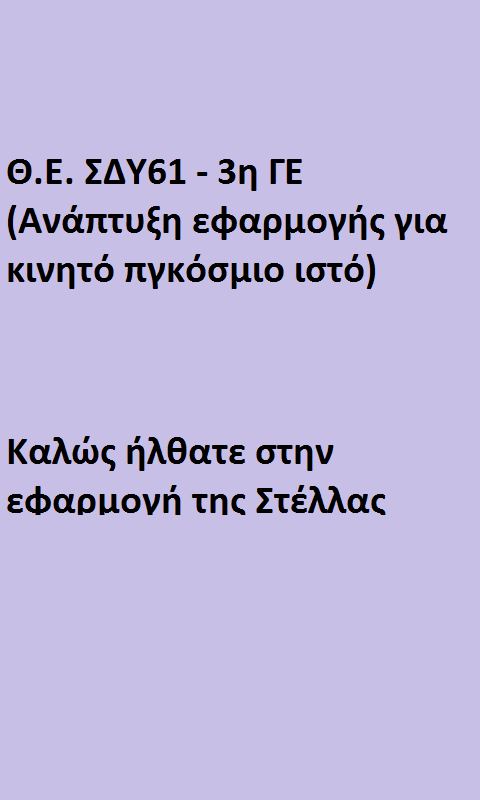 Θ.Ε. ΣΔΥ61 - 3η ΓΕ
(Ανάπτυξη εφαρμογής για
κινητό πγκόσμιο ιστό)
Καλώς ήλθατε στην
εφαρμογή της Στέλλας